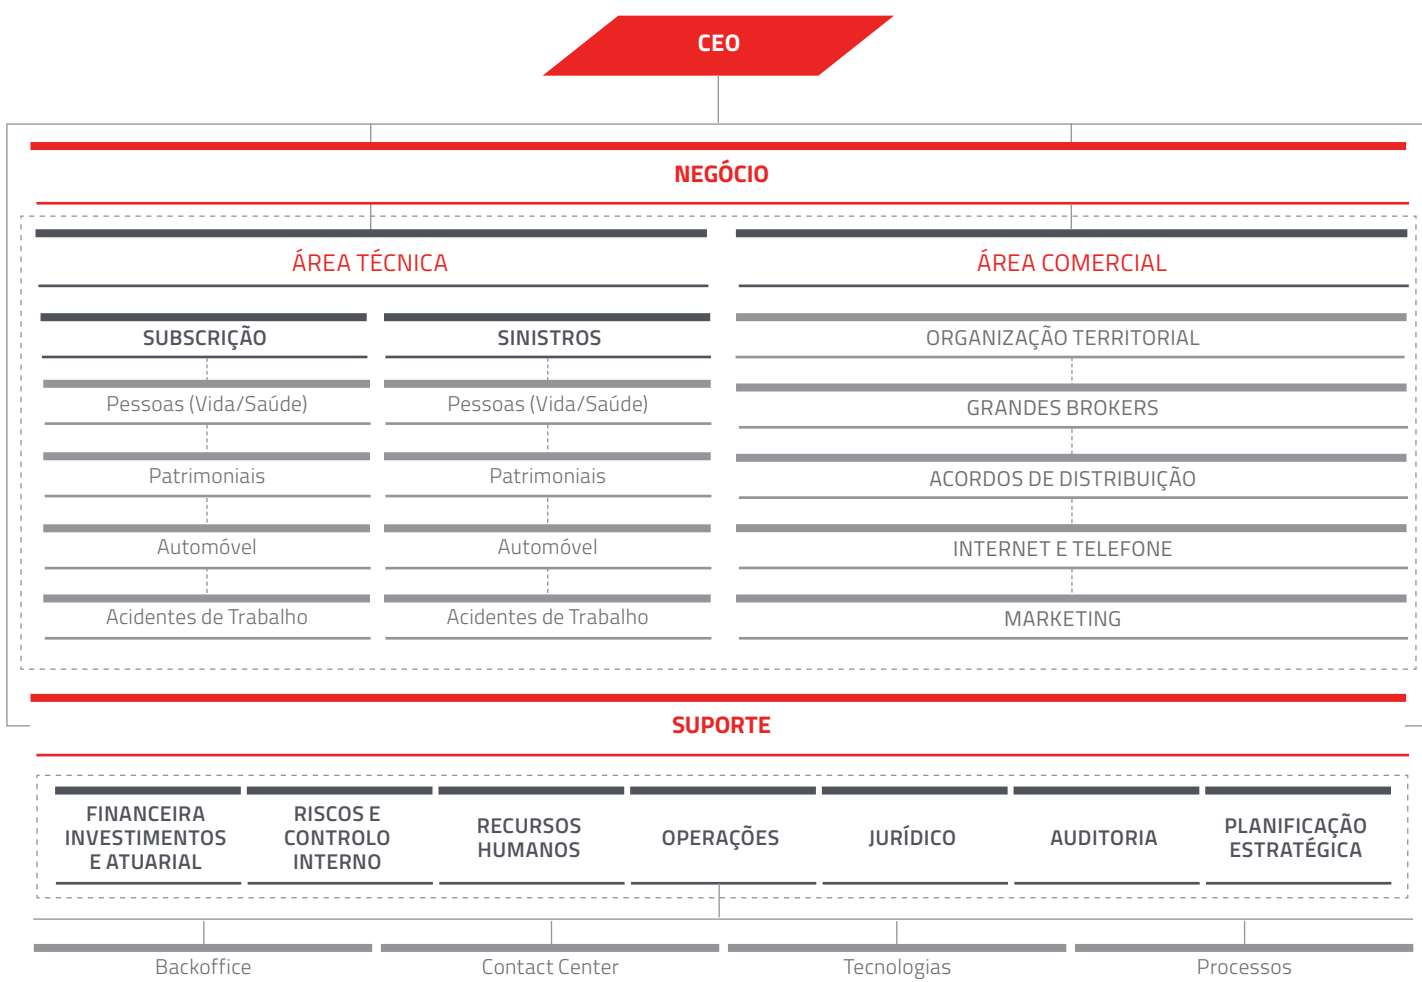 CEO
NEGÓCIO
ÁREA TÉCNICA
ÁREA COMERCIAL
SUBSCRIÇÃO
Pessoas (Vida/Saúde)
Patrimoniais
Automóvel
Acidentes de Trabalho
SINISTROS
Pessoas (Vida/Saúde)
Patrimoniais
Automóvel
Acidentes de Trabalho
ORGANIZAÇÃO TERRITORIAL
GRANDES BROKERS
ACORDOS DE DISTRIBUIÇÃO
INTERNET E TELEFONE
MARKETING
SUPORTE
FINANCEIRA
INVESTIMENTOS
E ATUARIAL
RISCOS E
CONTROLO
INTERNO
RECURSOS
HUMANOS
OPERAÇÕES
JURÍDICO
AUDITORIA
PLANIFICAÇÃO
ESTRATÉGICA
Backoffice
Contact Center
Tecnologias
Processos